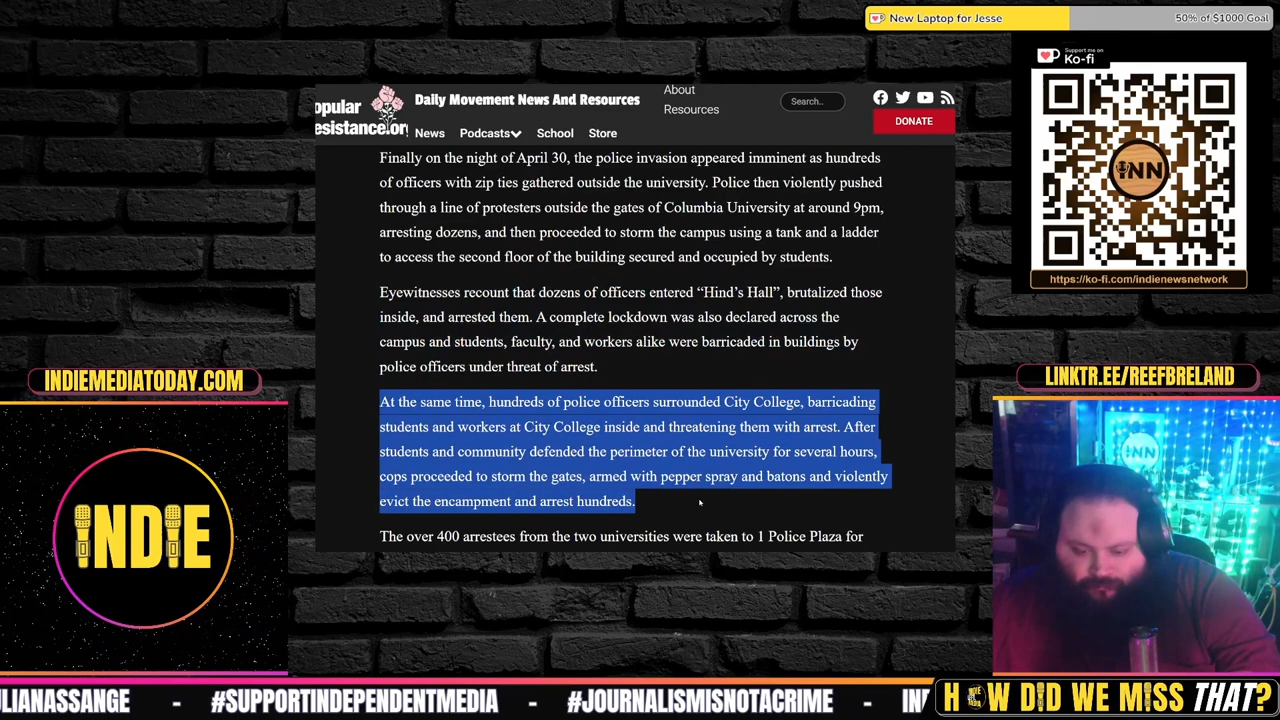 New Laptop for Jesse
50% of $1000 Goal
Support me on
Ko-fi
INN
https://ko-fi.com/indienewsnetwork
opular
esistance.org
Daily Movement News And Resources
About
Resources
Search..
DONATE
News
Podcasts
School
Store
Finally on the night of April 30, the police invasion appeared imminent as hundreds
of officers with zip ties gathered outside the university. Police then violently pushed
through a line of protesters outside the gates of Columbia University at around 9pm,
arresting dozens, and then proceeded to storm the campus using a tank and a ladder
to access the second floor of the building secured and occupied by students.
Eyewitnesses recount that dozens of officers entered “Hind’s Hall”, brutalized those
inside, and arrested them. A complete lockdown was also declared across the
campus and students, faculty, and workers alike were barricaded in buildings by
police officers under threat of arrest.
At the same time, hundreds of police officers surrounded City College, barricading
students and workers at City College inside and threatening them with arrest. After
students and community defended the perimeter of the university for several hours,
cops proceeded to storm the gates, armed with pepper spray and batons and violently
evict the encampment and arrest hundreds.
The over 400 arrestees from the two universities were taken to 1 Police Plaza for
INDIEMEDIATODAY.COM
INDIE
LINKTR.EE/REEFBRELAND
INN
ULIANASSANGE - #SUPPORTINDEPENDENTMEDIA - #JOURNALISMISNOTACRIME - IN
HOW DID WE MISS THAT?